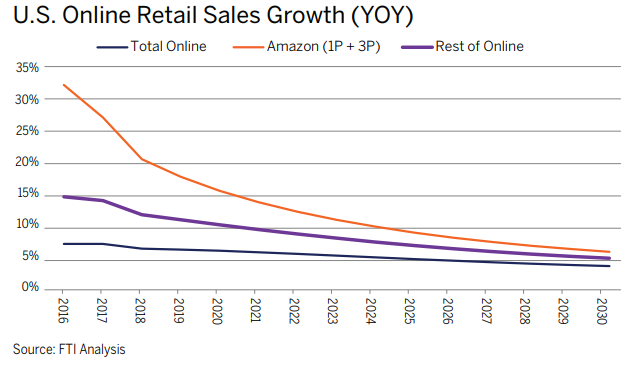 U.S. Online Retail Sales Growth (YOY)
Total Online Amazon (1P + 3P) Rest of Online
35%
30%
25%
20%
15%
10%
5%
0%
2016 2017 2018 2019 2020 2021 2022 2023 2024 2025 2026 2027 2028 2029 2030
Source: FTI Analysis